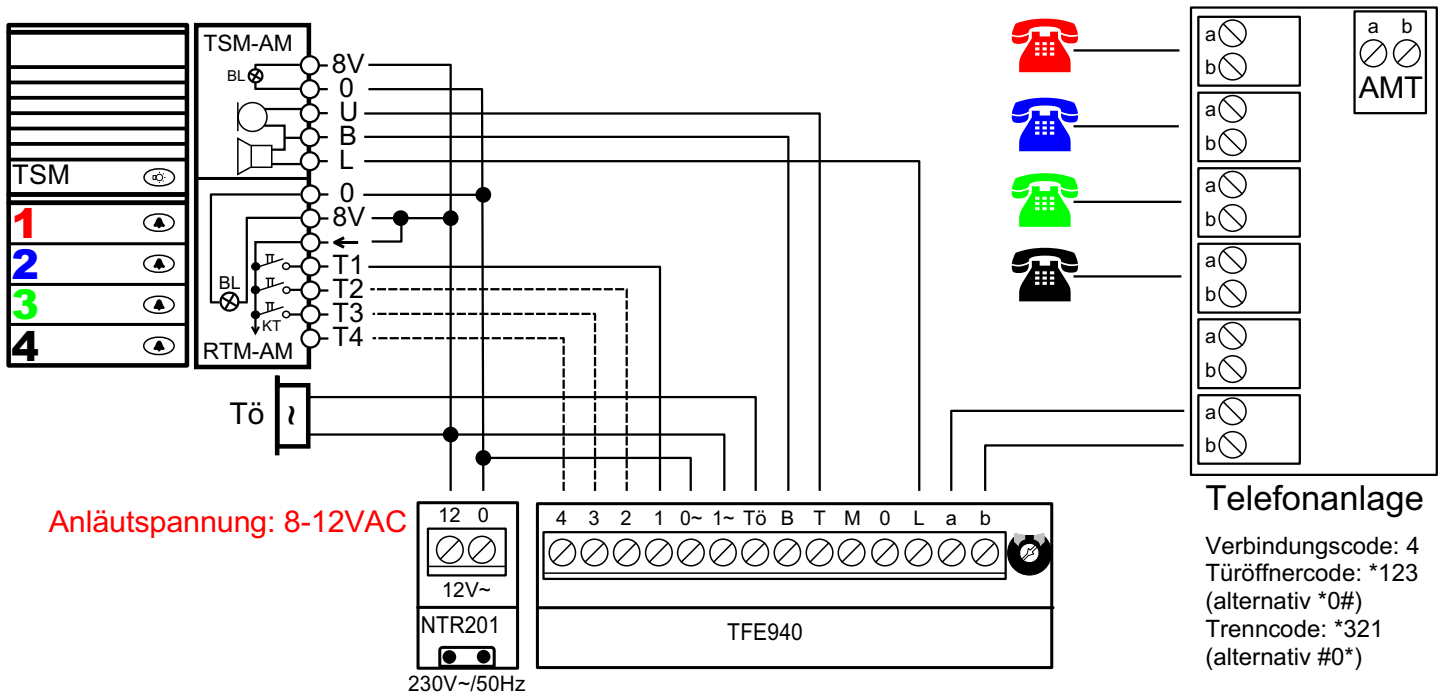 TSM
1
2
3
4
TSM-AM
BL
8V
0
U
B
L
0
8V
←
T1
T2
T3
T4
BL
KT
RTM-AM
Tö
~
Anläutspannung: 8-12VAC
12 0
12V~
NTR201
230V~/50Hz
4 3 2 1 0~ 1~ Tö B T M 0 L a b
TFE940
a
b
a
b
a
b
a
b
a
b
a
b
a b
AMT
Telefonanlage
Verbindungscode: 4
Türöffnercode: *123
(alternativ *0#)
Trenncode: *321
(alternativ #0*)